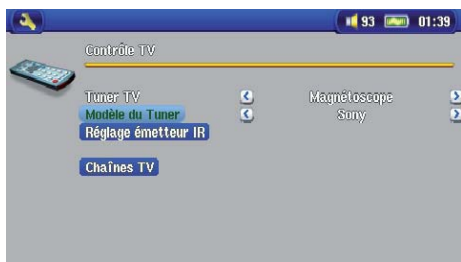 93 01:39
Contrôle TV
Tuner TV Magnétoscope
Modèle du Tuner Sony
Réglage émetteur IR
Chaînes TV